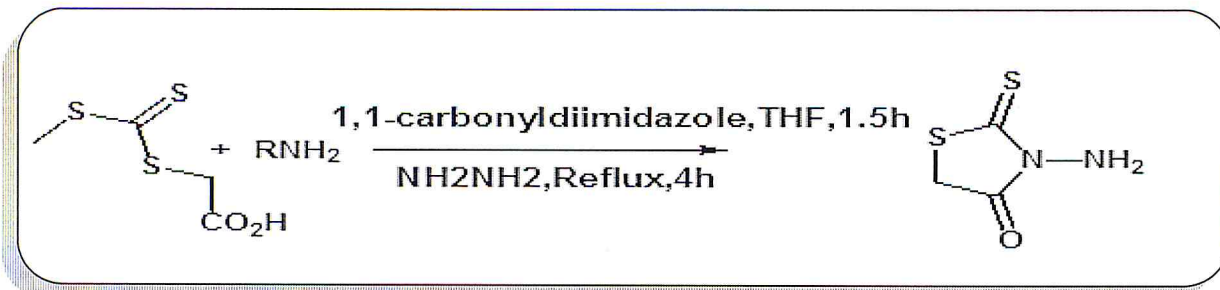 S
S
S
+ RNH₂
CO₂H
1,1-carbonyldiimidazole,THF,1.5h
NH2NH2,Reflux,4h
S
S
N
NH₂
O